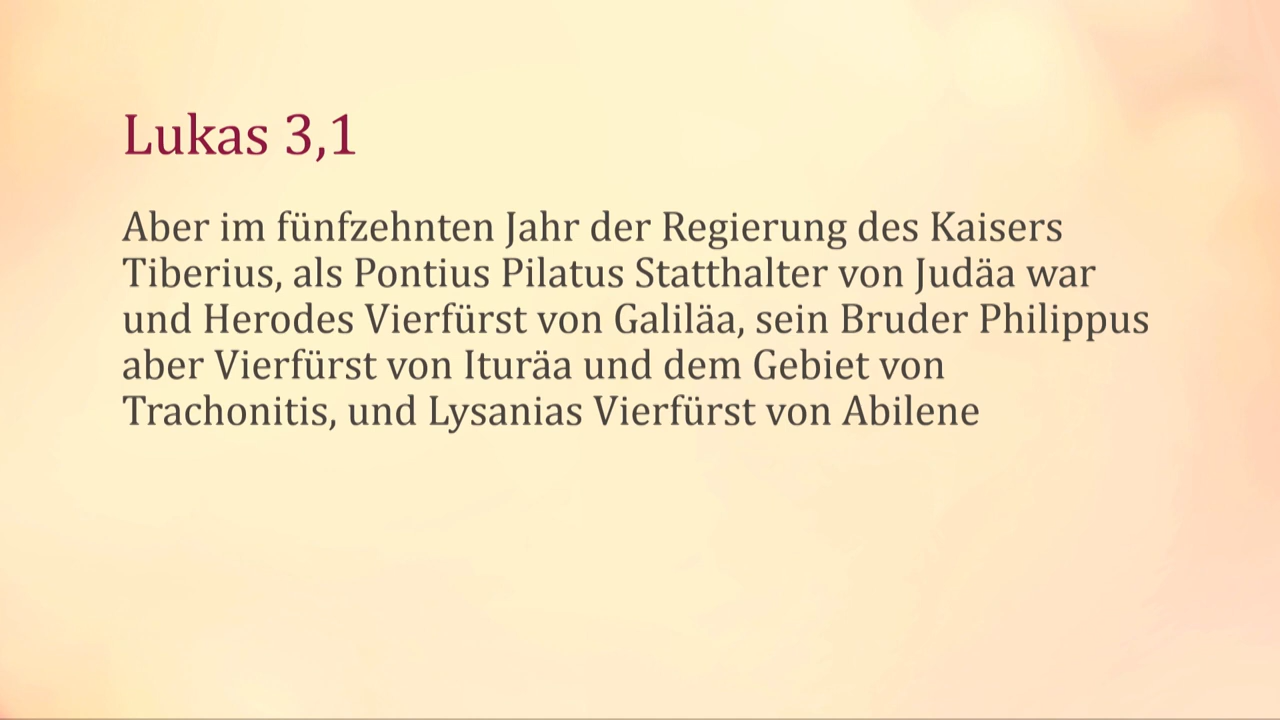 Lukas 3,1
Aber im fünfzehnten Jahr der Regierung des Kaisers
Tiberius, als Pontius Pilatus Statthalter von Judäa war
und Herodes Vierfürst von Galiläa, sein Bruder Philippus
aber Vierfürst von Ituräa und dem Gebiet von
Trachonitis, und Lysanias Vierfürst von Abilene